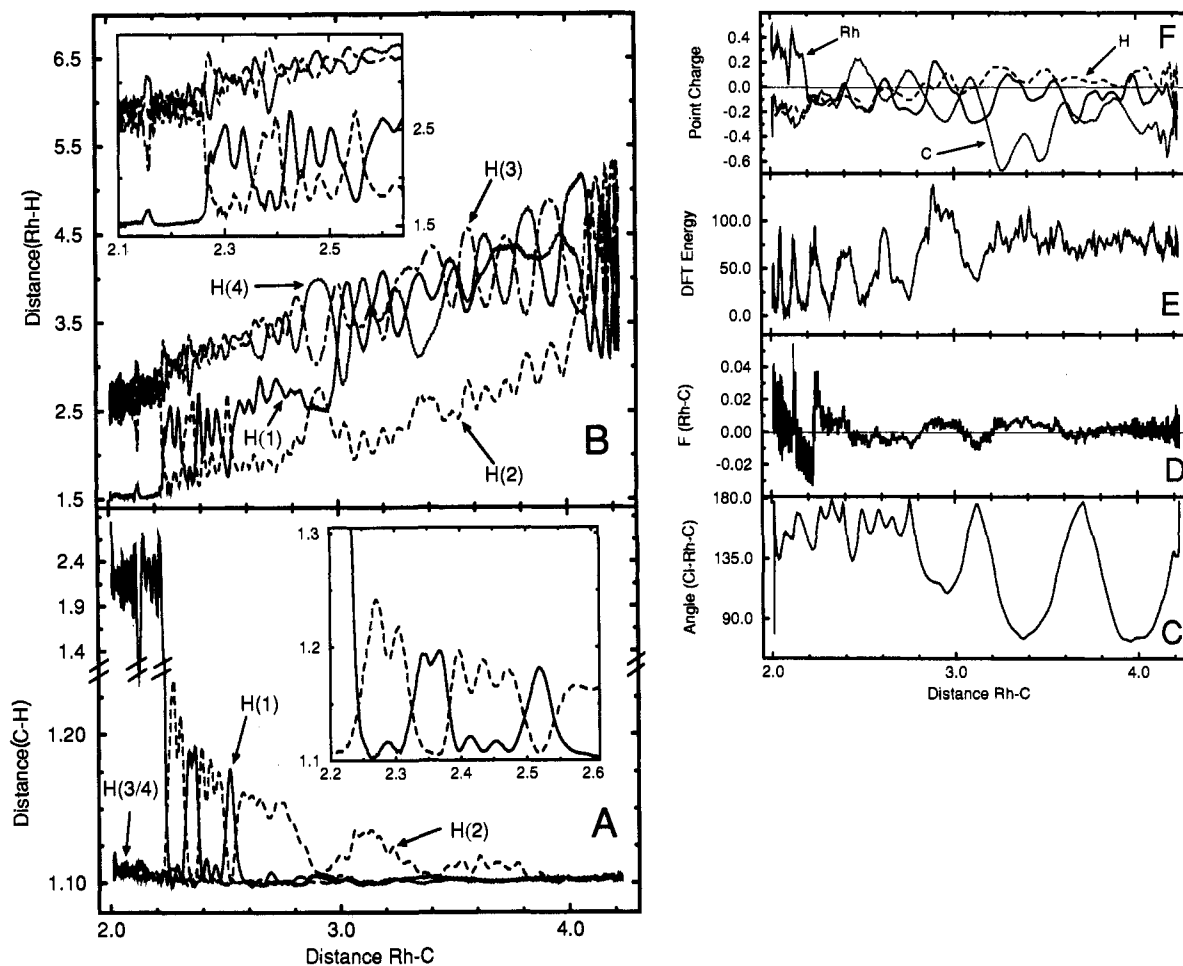 6.5
5.5
4.5
3.5
2.5
1.5
Distance(Rh-H)
2.5
1.5
2.1
2.3
2.5
H(3)
H(4)
H(1)
H(2)
B
2.4
1.9
1.4
1.20
1.10
Distance(C-H)
1.3
1.2
1.1
2.2
2.3
2.4
2.5
2.6
H(1)
H(3/4)
H(2)
A
2.0
3.0
4.0
Distance Rh-C
0.4
0.2
0.0
-0.2
-0.4
-0.6
Point Charge
Rh
H
C
F
100.0
50.0
0.0
DFT Energy
E
0.04
0.02
0.00
-0.02
F (Rh-C)
D
180.0
135.0
90.0
Angle (Cl-Rh-C)
C
2.0
3.0
4.0
Distance Rh-C